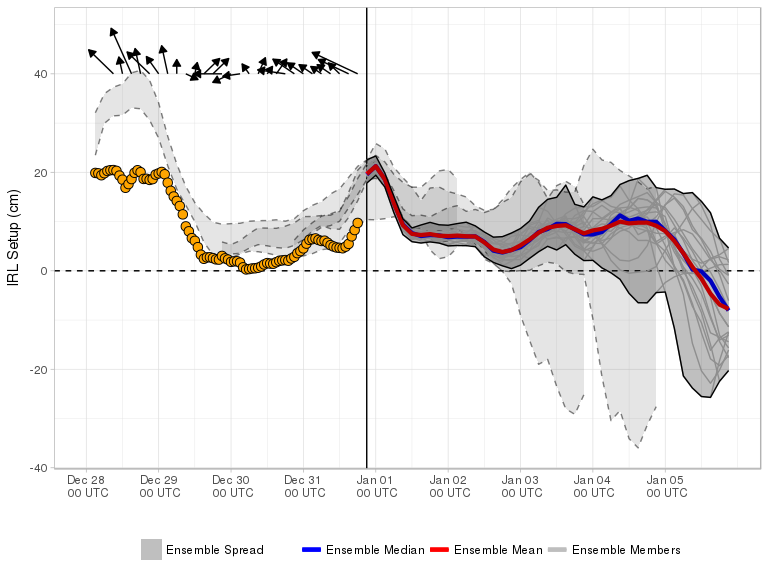 IRL Setup (cm)
40
20
0
-20
-40
Dec 28 Dec 29 Dec 30 Dec 31 Jan 01 Jan 02 Jan 03 Jan 04 Jan 05
00 UTC 00 UTC 00 UTC 00 UTC 00 UTC 00 UTC 00 UTC 00 UTC 00 UTC
Ensemble Spread Ensemble Median Ensemble Mean Ensemble Members